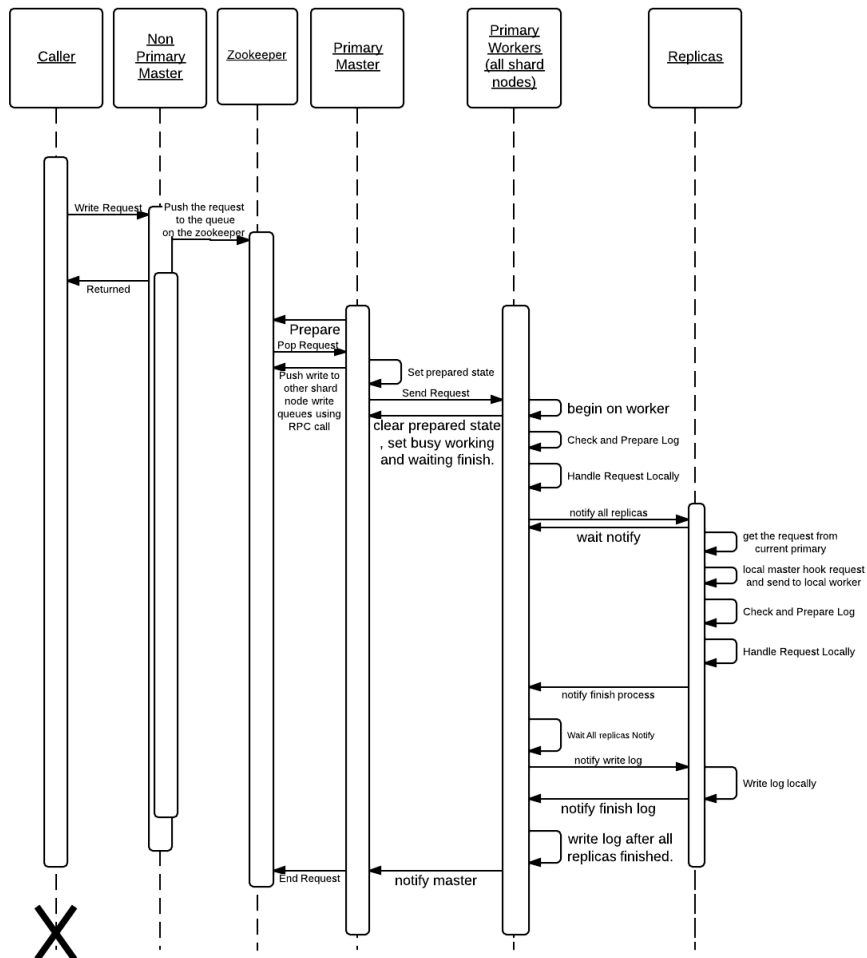 Caller
Non
Primary
Master
Zookeeper
Primary
Master
Primary
Workers
(all shard
nodes)
Replicas
Write Request
Push the request
to the queue
on the zookeeper
Returned
Prepare
Pop Request
Set prepared state
Push write to
other shard
node write
queues using
RPC call
Send Request
begin on worker
clear prepared state
, set busy working
and waiting finish.
Check and Prepare Log
Handle Request Locally
notify all replicas
wait notify
get the request from
current primary
local master hook request
and send to local worker
Check and Prepare Log
Handle Request Locally
notify finish process
Wait All replicas Notify
notify write log
Write log locally
notify finish log
write log after all
replicas finished.
End Request
notify master